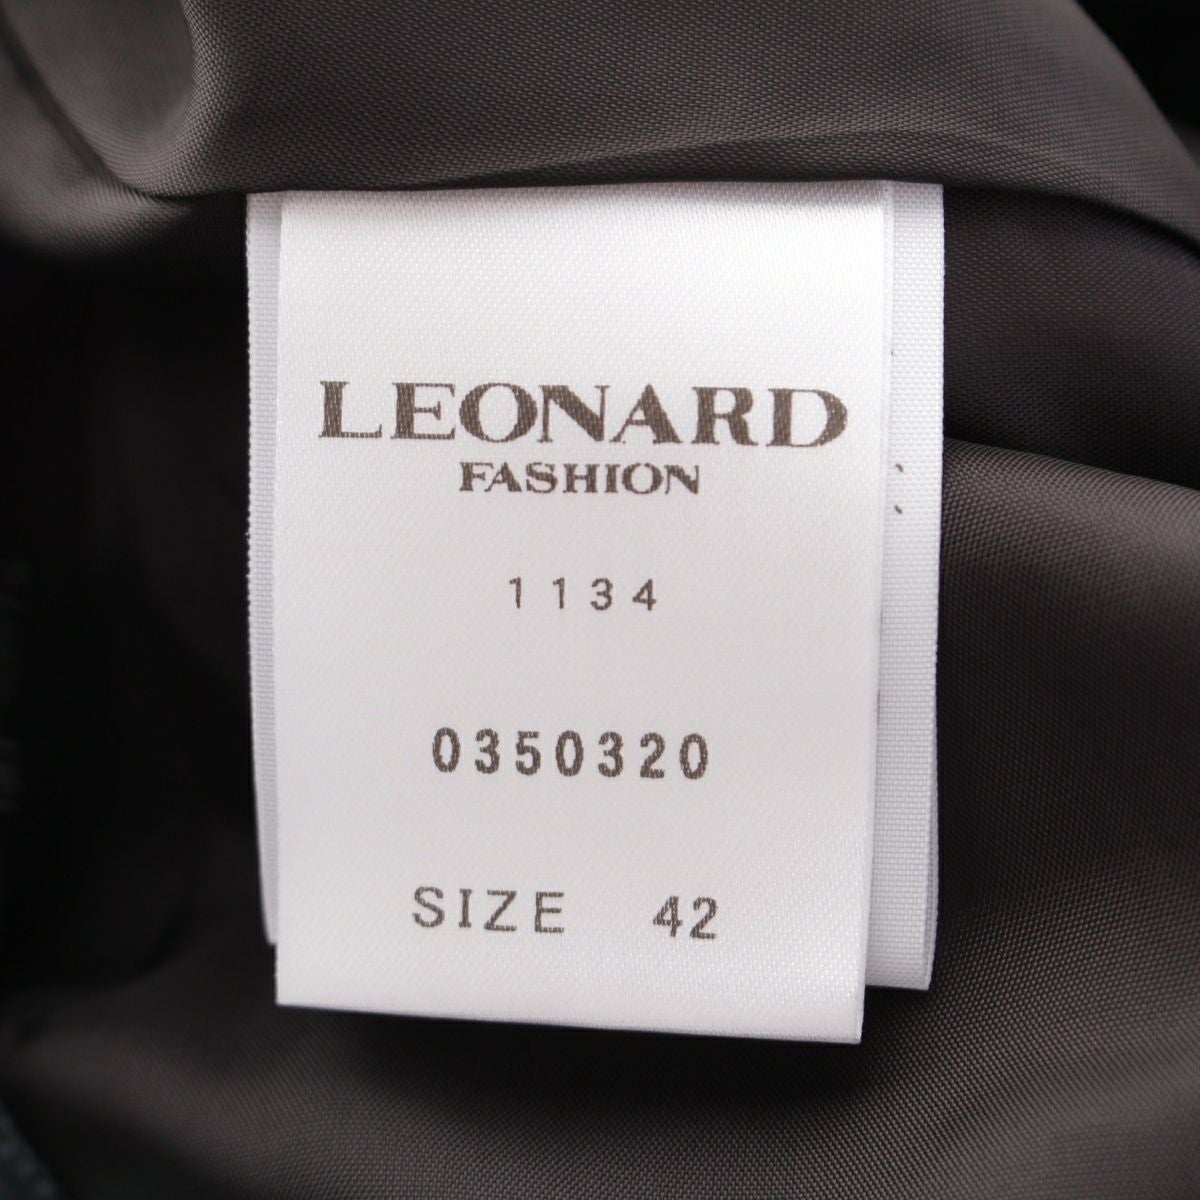 LEONARD
FASHION
1134
0350320
SIZE 42